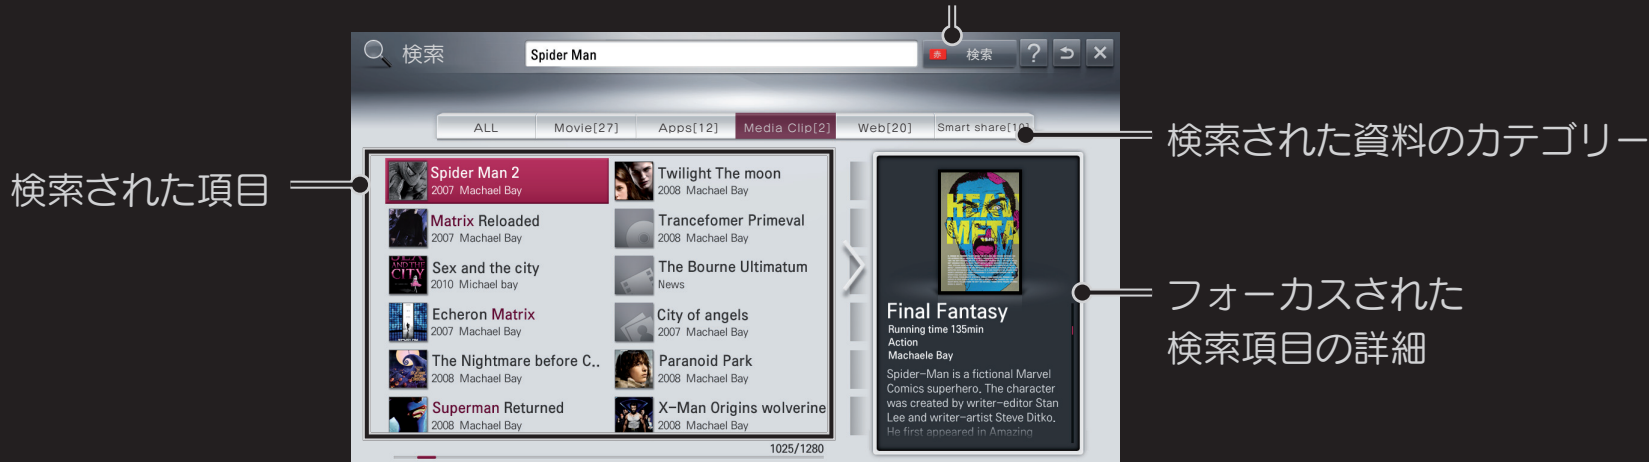 検索
Spider Man
赤 検索 ?
ALL Movie[27] Apps[12] Media Clip[2] Web[20] Smart share[10]
検索された資料のカテゴリー
検索された項目
Spider Man 2
2007 Machael Bay
Matrix Reloaded
2007 Machael Bay
Sex and the city
2010 Michael bay
Echeron Matrix
2007 Machael Bay
The Nightmare before C..
2008 Machael Bay
Superman Returned
2008 Machael Bay
Twilight The moon
2008 Machael Bay
Trancefomer Primeval
2008 Machael Bay
The Bourne Ultimatum
News
City of angels
2007 Machael Bay
Paranoid Park
2008 Machael Bay
X-Man Origins wolverine
2008 Machael Bay
1025/1280
HEAVY
META
Final Fantasy
Running time 135min
Action
Machaele Bay
Spider-Man is a fictional Marvel
Comics superhero. The character
was created by writer-editor Stan
Lee and writer-artist Steve Ditko.
He first appeared in Amazing
フォーカスされた
検索項目の詳細